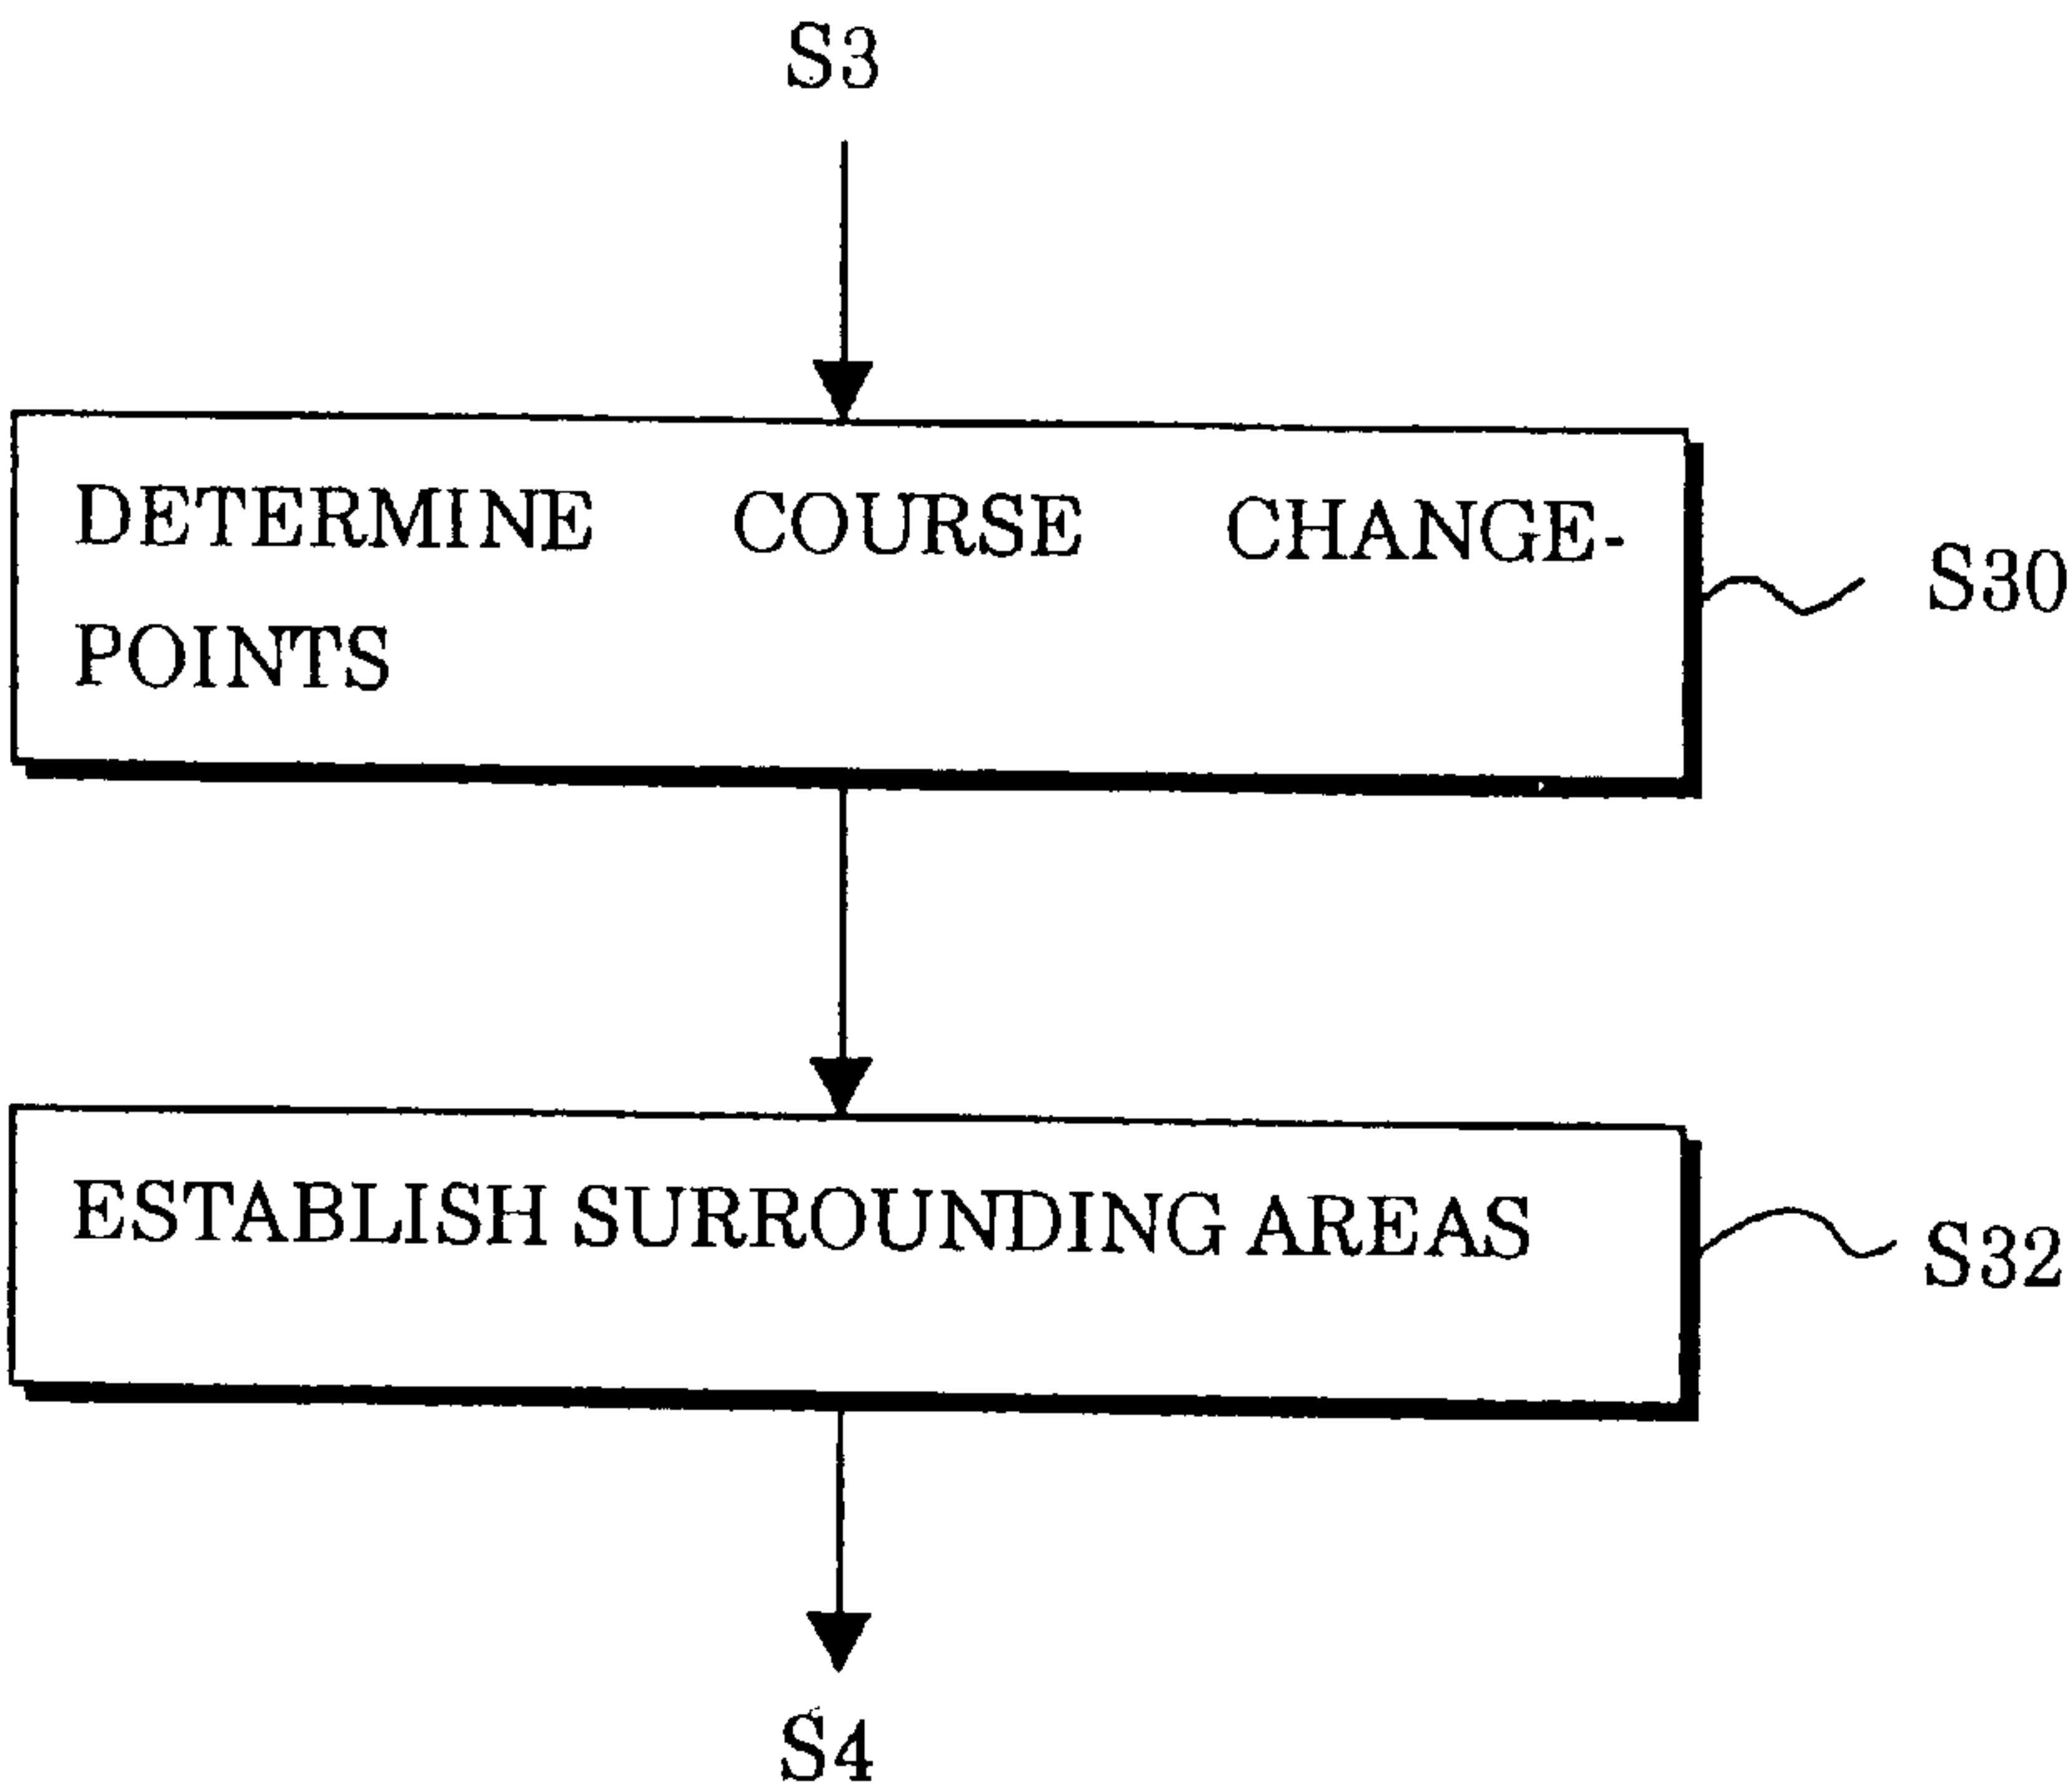 S3
DETERMINE COURSE CHANGE-
POINTS
S30
ESTABLISH SURROUNDING AREAS
S32
S4